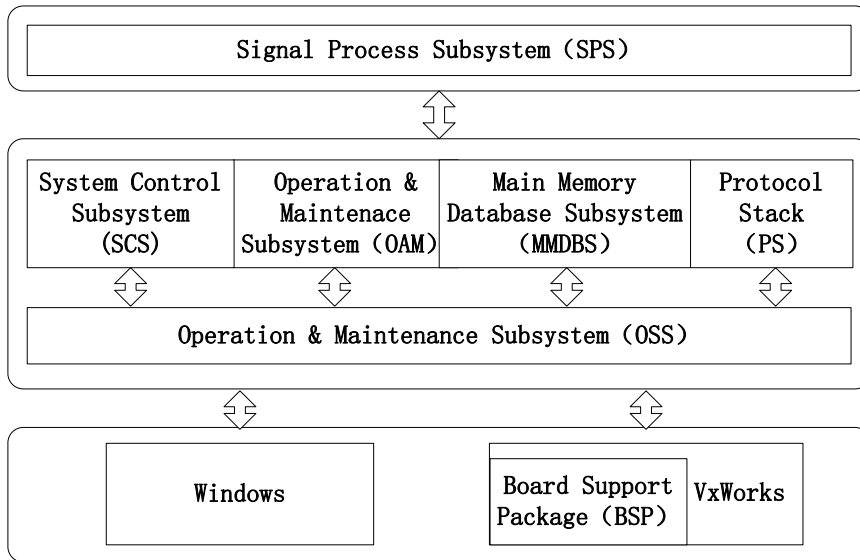 Signal Process Subsystem (SPS)
System Control
Subsystem
(SCS)
Operation &
Maintenace
Subsystem (OAM)
Main Memory
Database Subsystem
(MMDBS)
Protocol
Stack
(PS)
Operation & Maintenance Subsystem (OSS)
Windows
Board Support
Package (BSP)
VxWorks